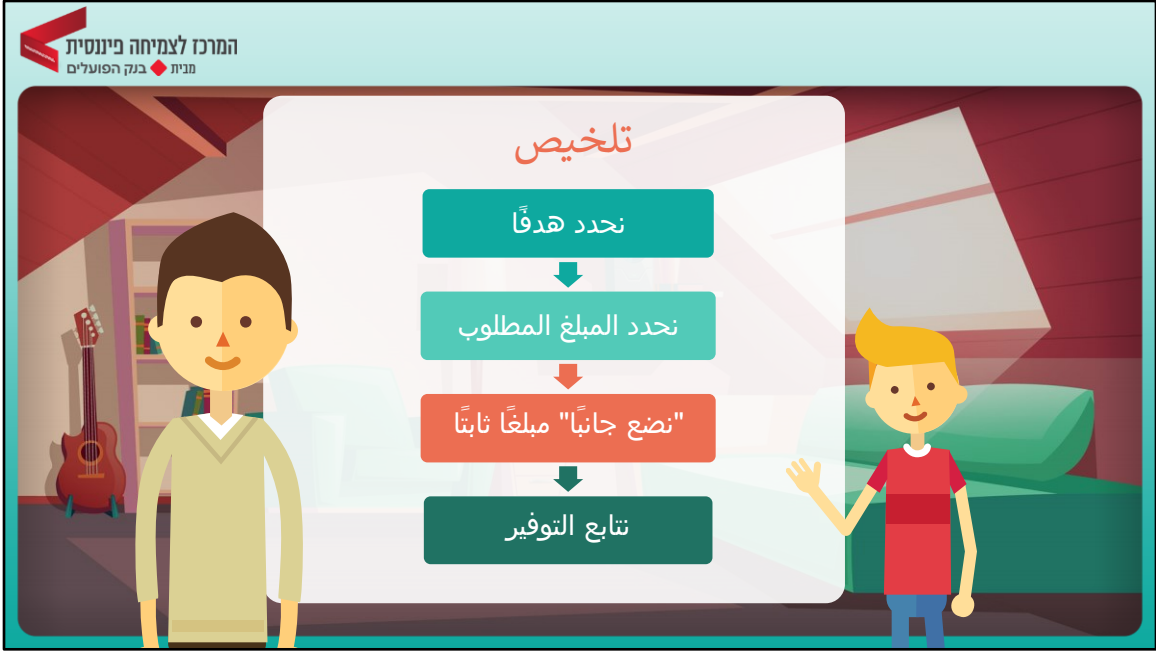 המרכז לצמיחה פיננסית
מבית בנק הפועלים
تلخيص
نحدد هدفًا
نحدد المبلغ المطلوب
"نضع جانبًا" مبلغًا ثابتًا
نتابع التوفير